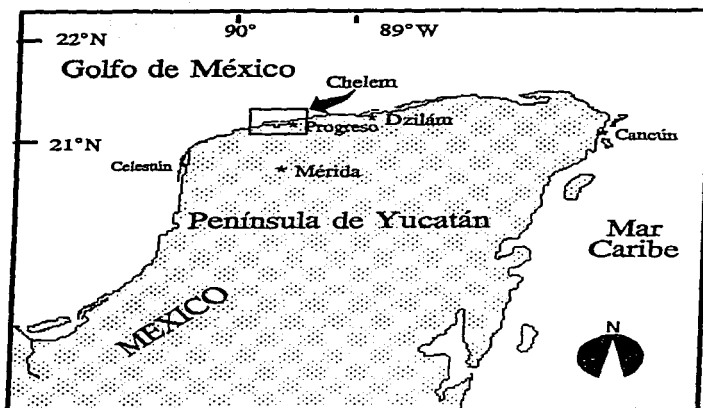 90° 89°W
22°N
Golfo de México
Chelem
Dzilám
Progreso
Cancún
21°N
Celestún
Mérida
Península de Yucatán
Mar
Caribe
MEXICO
N